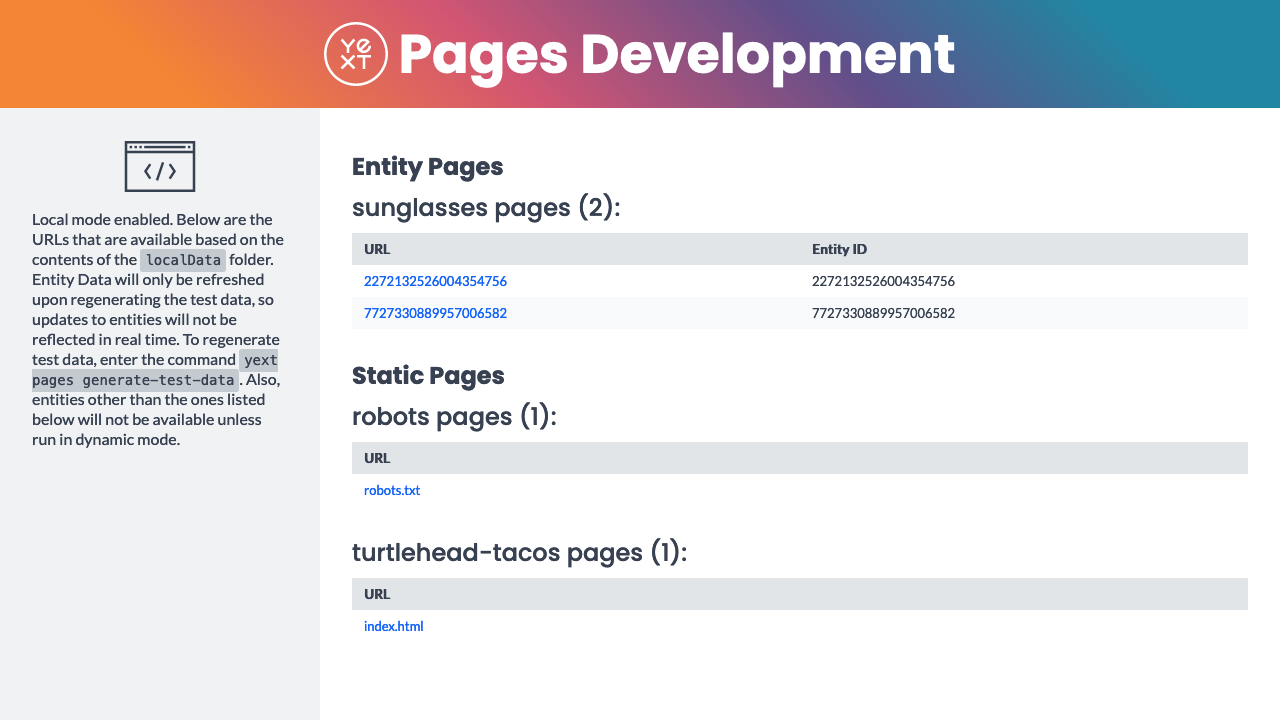 YEXT Pages Development
</>
Local mode enabled. Below are the
URLs that are available based on the
contents of the localData folder.
Entity Data will only be refreshed
upon regenerating the test data, so
updates to entities will not be
reflected in real time. To regenerate
test data, enter the command yext
pages generate-test-data. Also,
entities other than the ones listed
below will not be available unless
run in dynamic mode.
Entity Pages
sunglasses pages (2):
URL Entity ID
2272132526004354756 2272132526004354756
7727330889957006582 7727330889957006582
Static Pages
robots pages (1):
URL
robots.txt
turtlehead-tacos pages (1):
URL
index.html